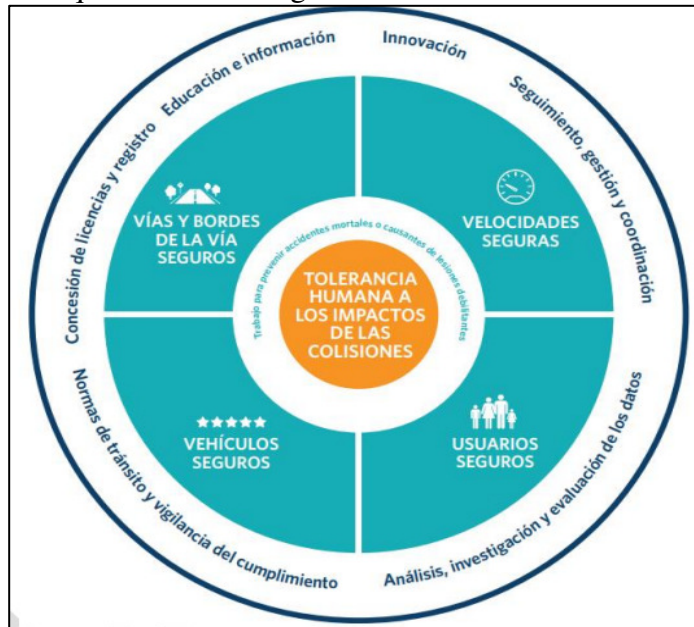 Educación e información
Innovación
Seguimiento, gestión y coordinación
Concesión de licencias y registro
VÍAS Y BORDES
DE LA VÍA
SEGUROS
VELOCIDADES
SEGURAS
Trabajo para prevenir accidentes mortales o causantes de lesiones debilitantes
TOLERANCIA
HUMANA A
LOS IMPACTOS
DE LAS
COLISIONES
VEHÍCULOS
SEGUROS
USUARIOS
SEGUROS
Normas de tránsito y vigilancia del cumplimiento
Análisis, investigación y evaluación de los datos